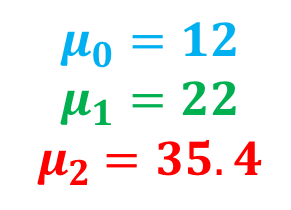 μ₀ = 12
μ₁ = 22
μ₂ = 35.4